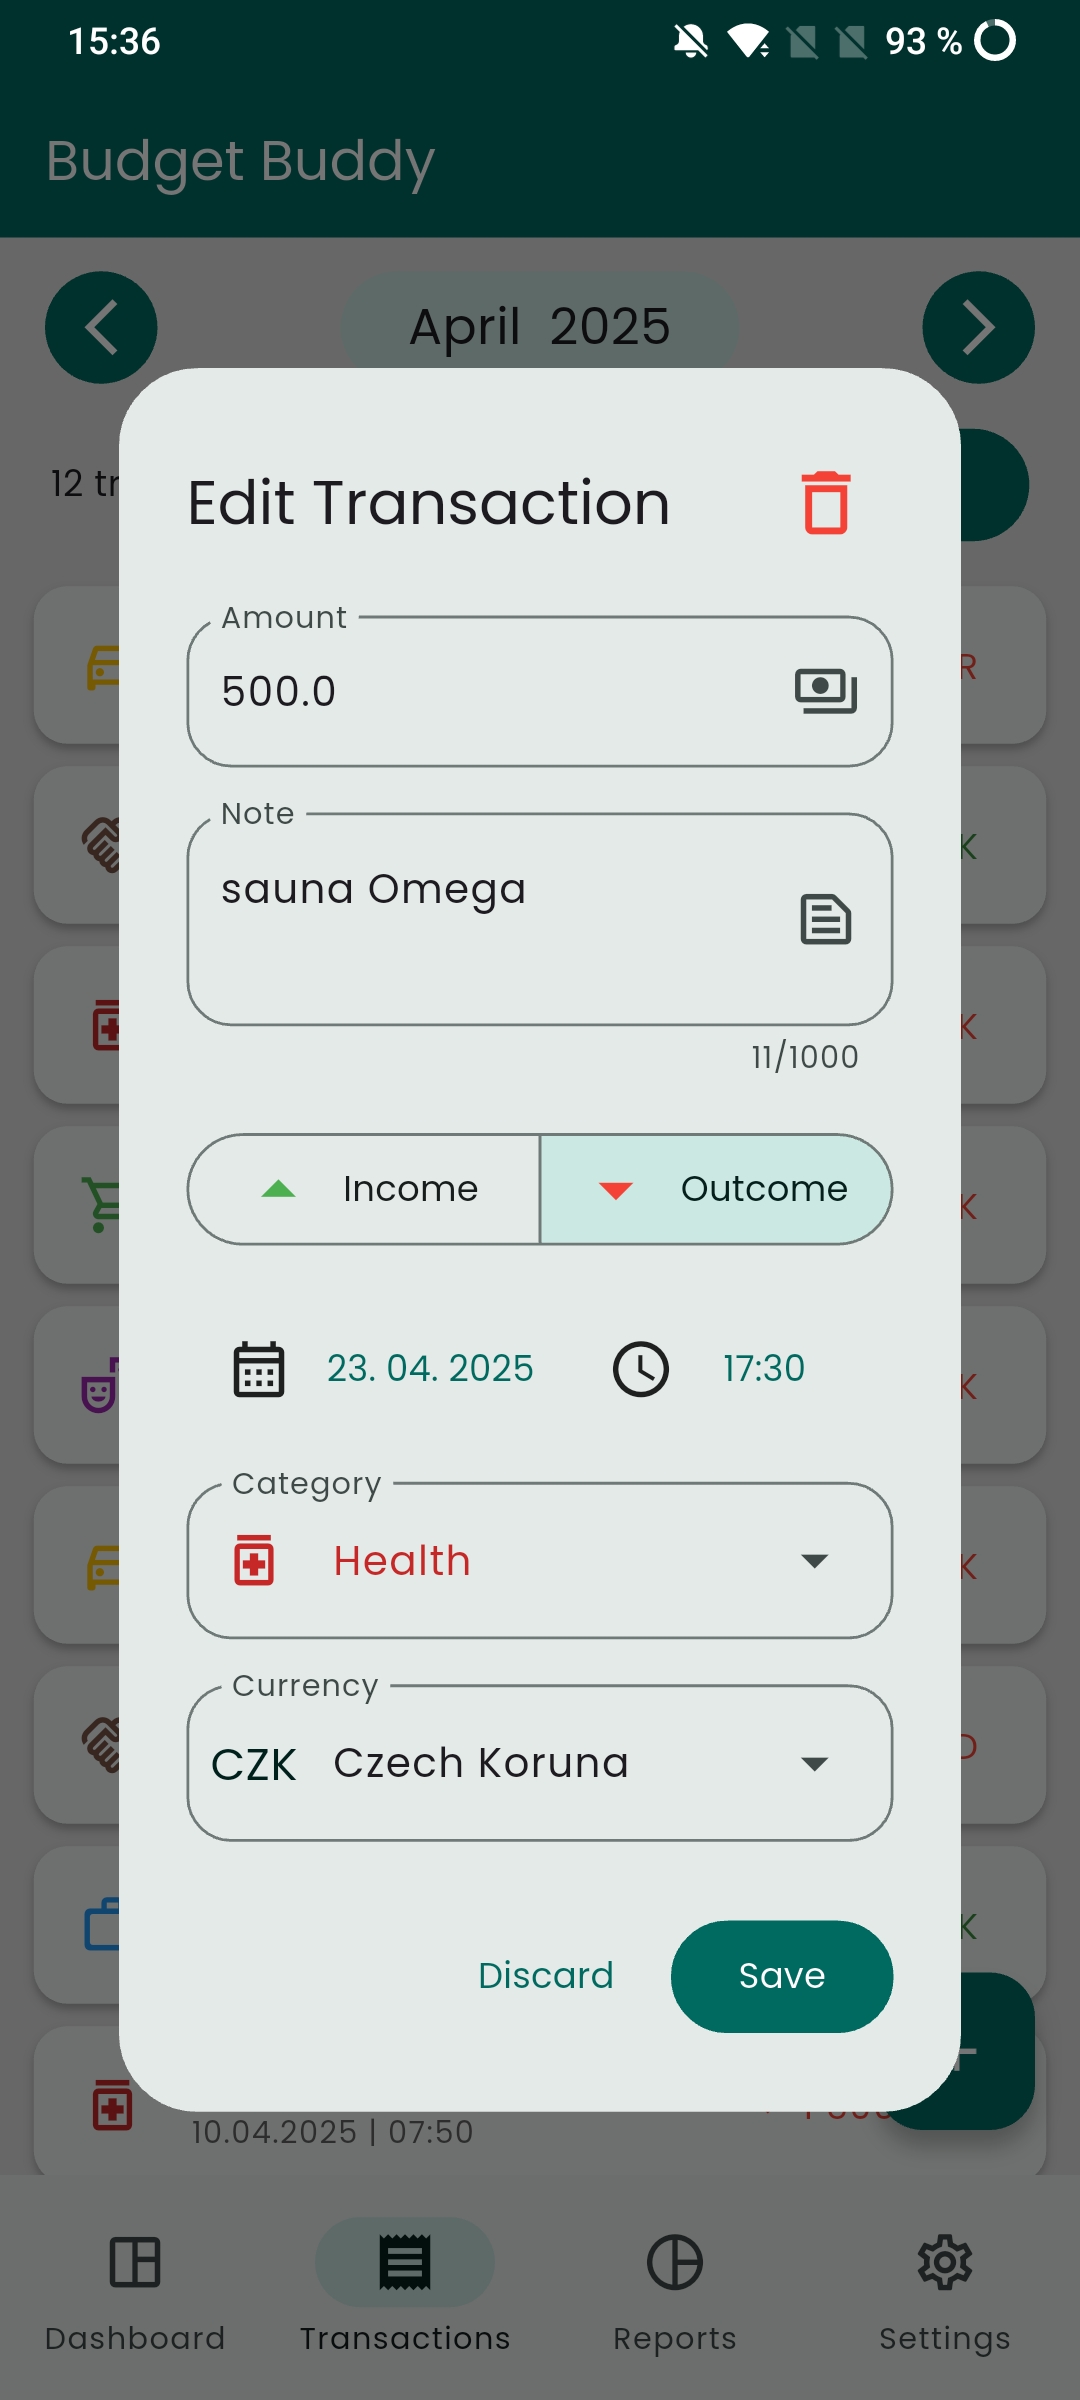 15:36
93 %
Budget Buddy
April 2025
12 tr
Edit Transaction
Amount
500.0
R
Note
K
sauna Omega
K
11/1000
Income
Outcome
K
23. 04. 2025
17:30
K
Category
Health
K
Currency
CZK Czech Koruna
D
K
Discard
Save
10.04.2025 | 07:50
Dashboard
Transactions
Reports
Settings